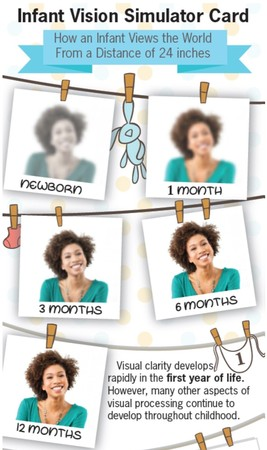 Infant Vision Simulator Card
How an Infant Views the World
From a Distance of 24 inches
NEWBORN
1 MONTH
3 MONTHS
6 MONTHS
1
12 MONTHS
Visual clarity develops
rapidly in the first year of life.
However, many other aspects of
visual processing continue to
develop throughout childhood.